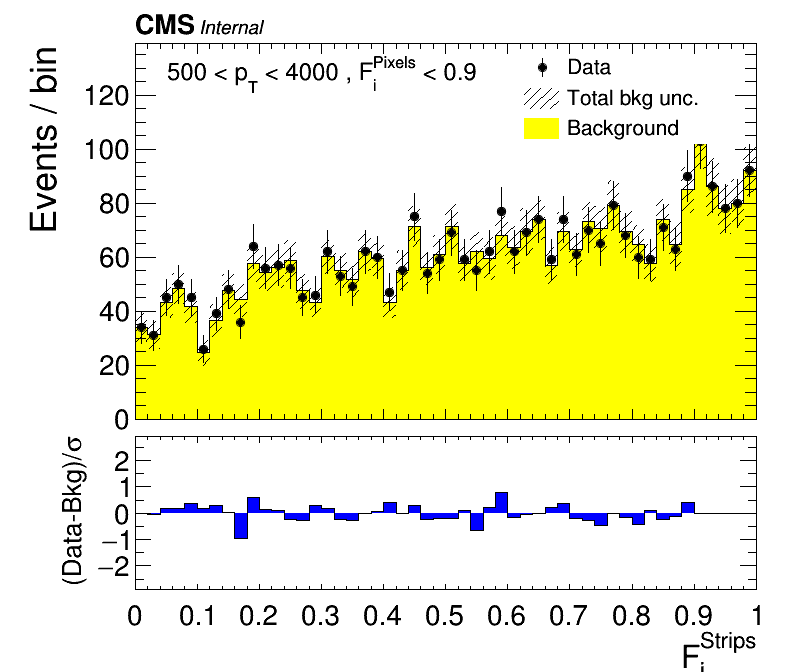 CMS Internal
500 < p_T < 4000 , F_i^Pixels < 0.9
Data
Total bkg unc.
Background
Events / bin
120
100
80
60
40
20
0
(Data-Bkg)/σ
2
1
0
−1
−2
0 0.1 0.2 0.3 0.4 0.5 0.6 0.7 0.8 0.9 1
F_i^Strips